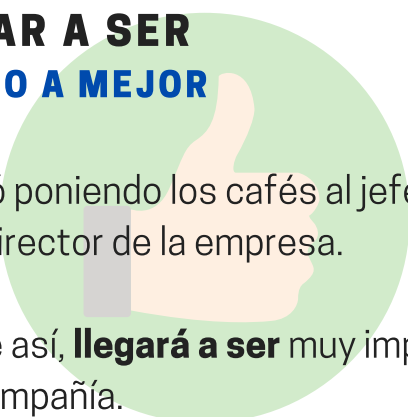 AR A SER
O A MEJOR
ó poniendo los cafés al jefe
irector de la empresa.
e así, llegará a ser muy imp
mpañía.